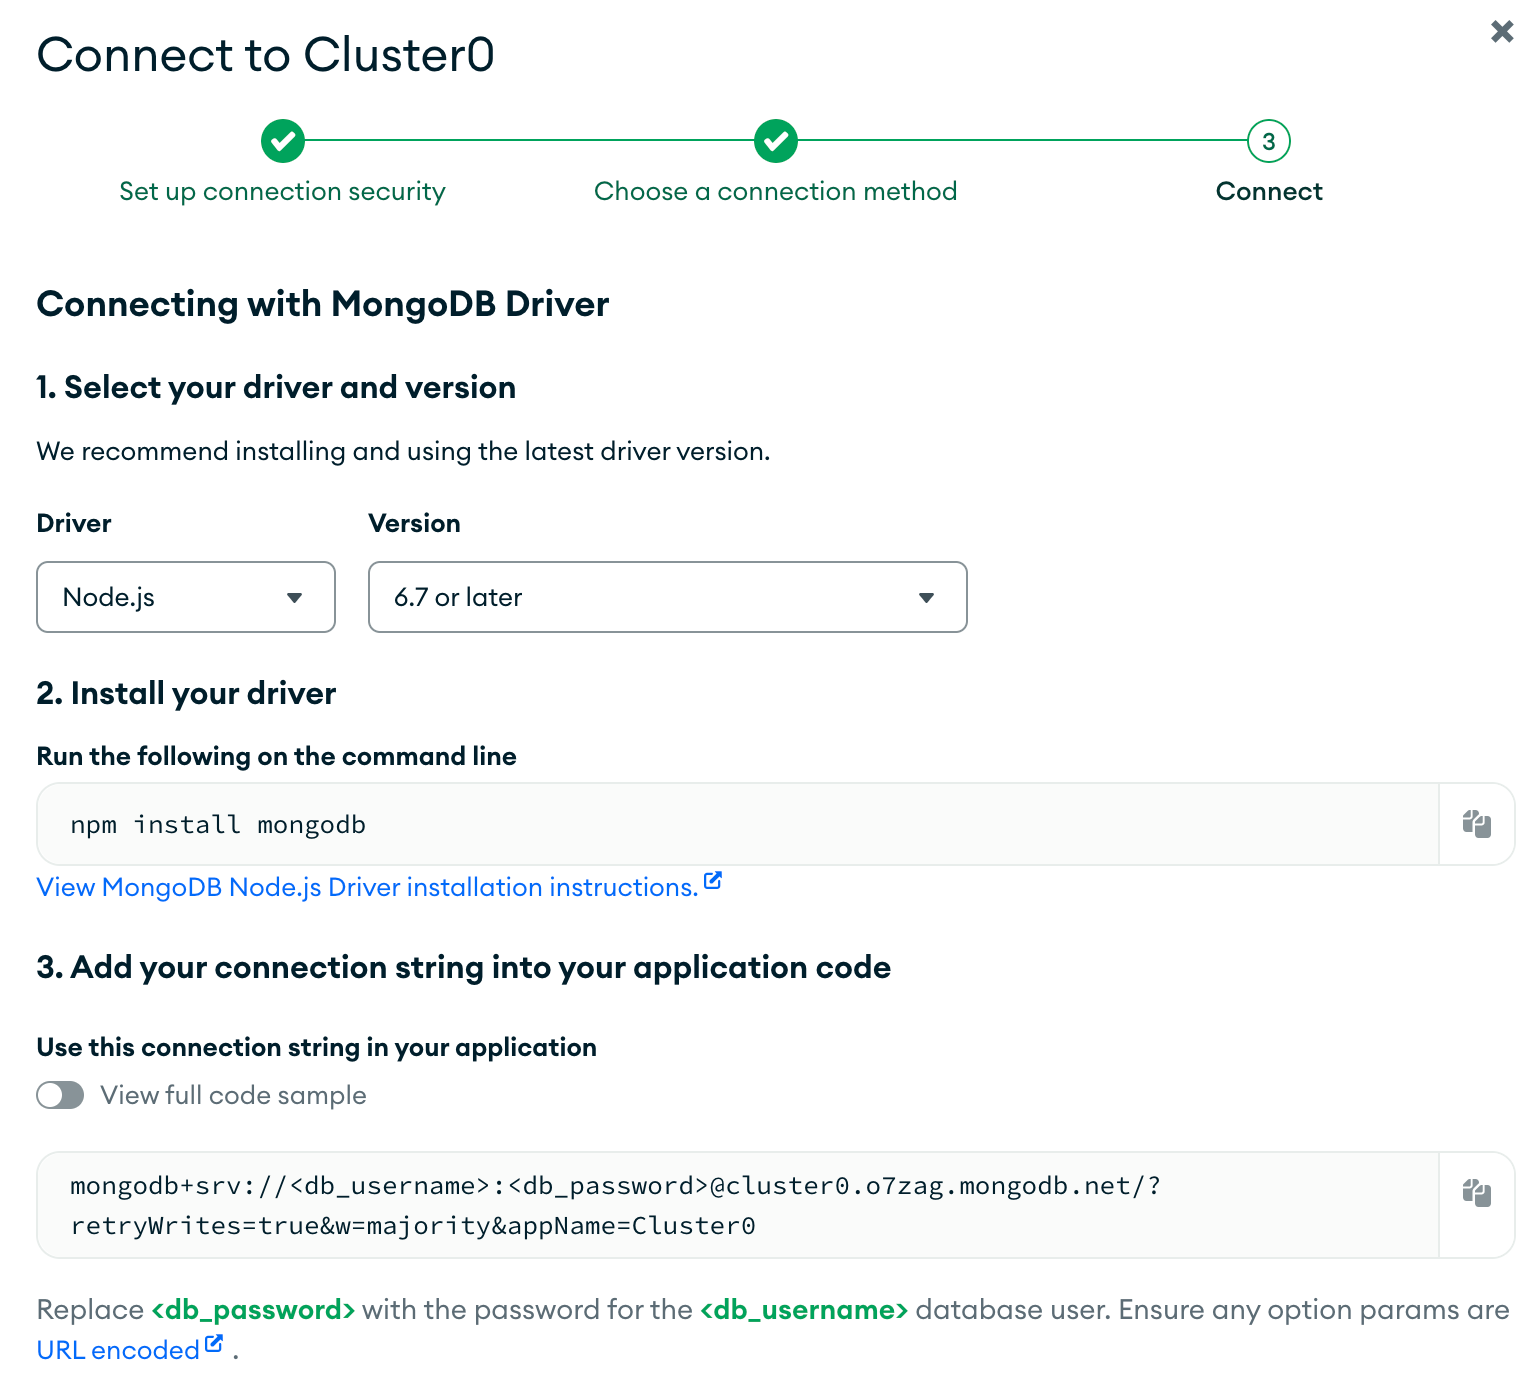 Connect to Cluster0
Set up connection security
Choose a connection method
3
Connect
Connecting with MongoDB Driver
1. Select your driver and version
We recommend installing and using the latest driver version.
Driver
Version
Node.js
6.7 or later
2. Install your driver
Run the following on the command line
npm install mongodb
View MongoDB Node.js Driver installation instructions.
3. Add your connection string into your application code
Use this connection string in your application
View full code sample
mongodb+srv://<db_username>:<db_password>@cluster0.o7zag.mongodb.net/?
retryWrites=true&w=majority&appName=Cluster0
Replace <db_password> with the password for the <db_username> database user. Ensure any option params are
URL encoded .